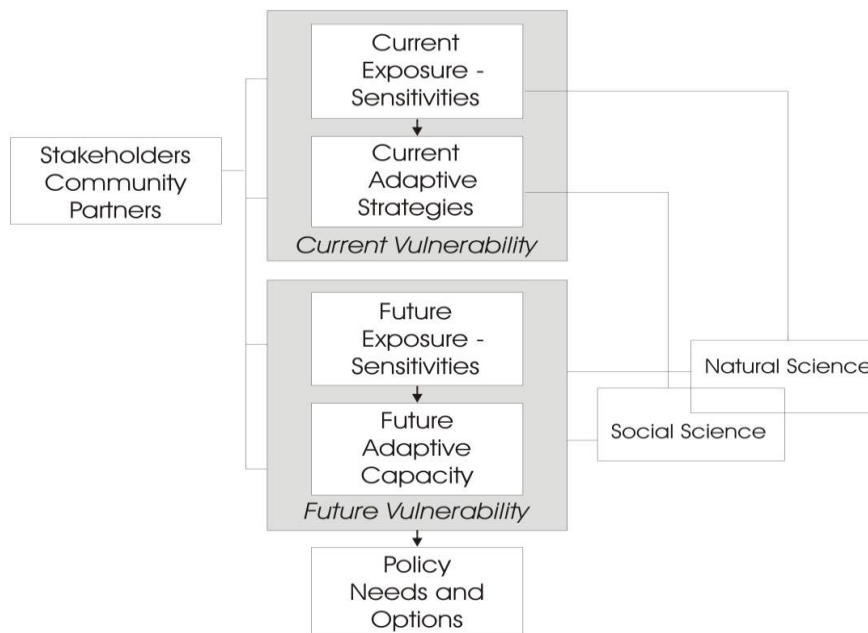 Current
Exposure -
Sensitivities
Stakeholders
Community
Partners
Current
Adaptive
Strategies
Current Vulnerability
Future
Exposure -
Sensitivities
Natural Science
Future
Adaptive
Capacity
Social Science
Future Vulnerability
Policy
Needs and
Options